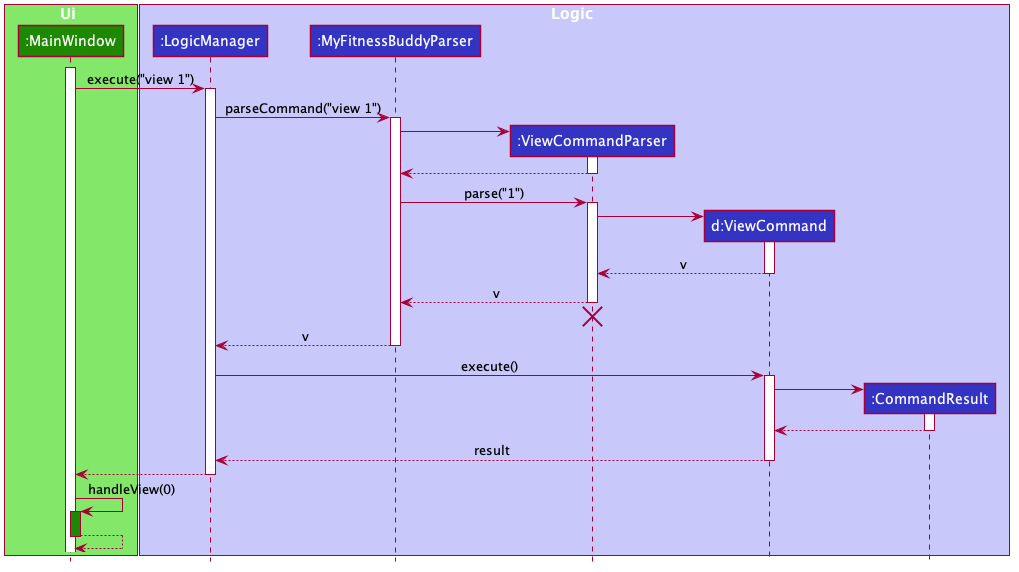 Ui
Logic
:MainWindow
:LogicManager
:MyFitnessBuddyParser
execute("view 1")
parseCommand("view 1")
:ViewCommandParser
parse("1")
d:ViewCommand
v
v
v
execute()
:CommandResult
result
handleView(0)